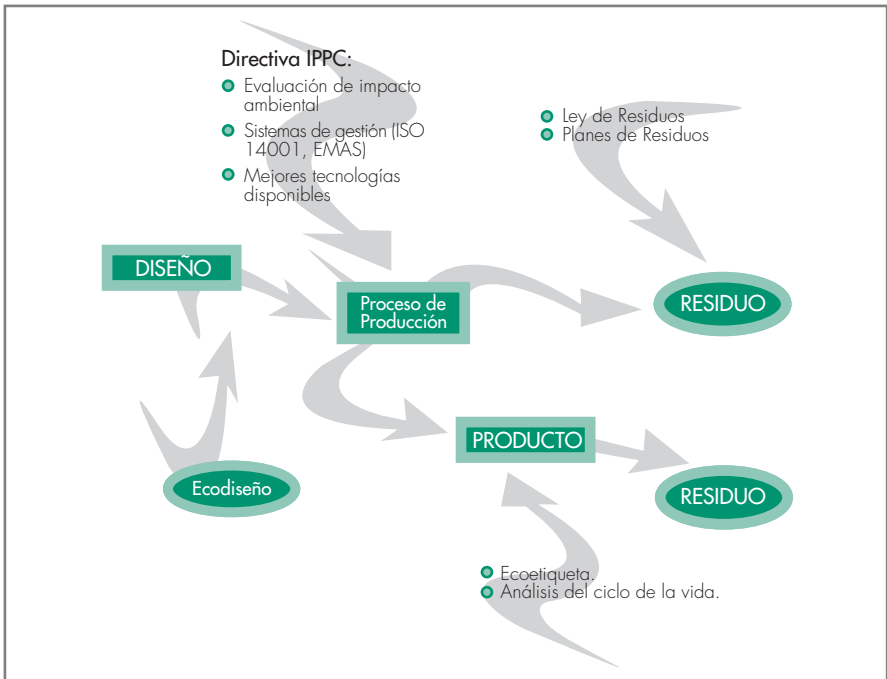 Directiva IPPC:
Evaluación de impacto
ambiental
Sistemas de gestión (ISO
14001, EMAS)
Mejores tecnologías
disponibles
Ley de Residuos
Planes de Residuos
DISEÑO
Proceso de
Producción
RESIDUO
PRODUCTO
Ecodiseño
RESIDUO
Ecoetiqueta.
Análisis del ciclo de la vida.